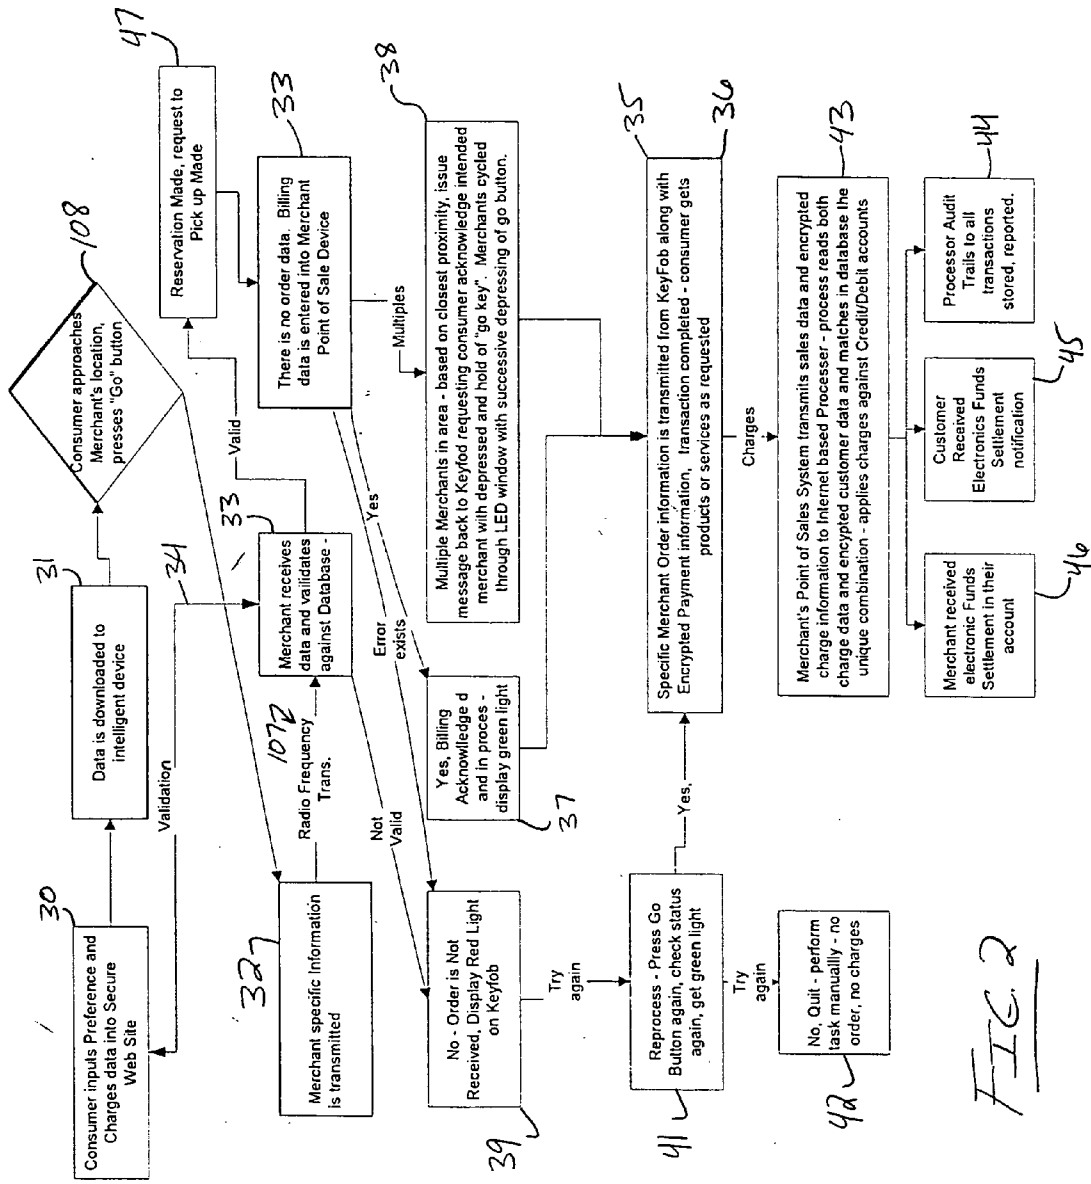 30
Consumer inputs Preference and
Charges data into Secure
Web Site
31
Data is downloaded to
intelligent device
108
Consumer approaches
Merchant's location,
presses "Go" button
47
Reservation Made, request to
Pick up Made
Validation
34
Valid
327
Merchant specific Information
is transmitted
Radio Frequency
Trans.
1072
33
Merchant receives
data and validates
against Database -
33
There is no order data. Billing
data is entered into Merchant
Point of Sale Device
Not
Valid
Error
exists
Yes
Multiples
39
No - Order is Not
Received, Display Red Light
on Keyfob
37
Yes, Billing
Acknowlledge d
and in proces -
display green light
38
Multiple Merchants in area - based on closest proximity, issue
message back to Keyfod requesting consumer acknowledge intended
merchant with depressed and hold of "go key". Merchants cycled
through LED window with successive depressing of go button.
Try
again
41
Reprocess - Press Go
Button again, check status
again, get green light
Yes,
35
Specific Merchant Order information is transmitted from KeyFob along with
Encrypted Payment information, transaction completed - consumer gets
products or services as requested
36
Try
again
Charges
42
No, Quit - perform
task manuallly - no
order, no charges
43
Merchant's Point of Sales System transmits sales data and encrypted
charge information to Internet based Processer - process reads both
charge data and encrypted customer data and matches in database the
unique combination - applies charges against Credit/Debit accounts
46
Merchant received
electronic Funds
Settlement in their
account
45
Customer
Received
Electronics Funds
Settlement
notification
44
Processor Audit
Trails to all
transactions
stored, reported.
FIG. 2